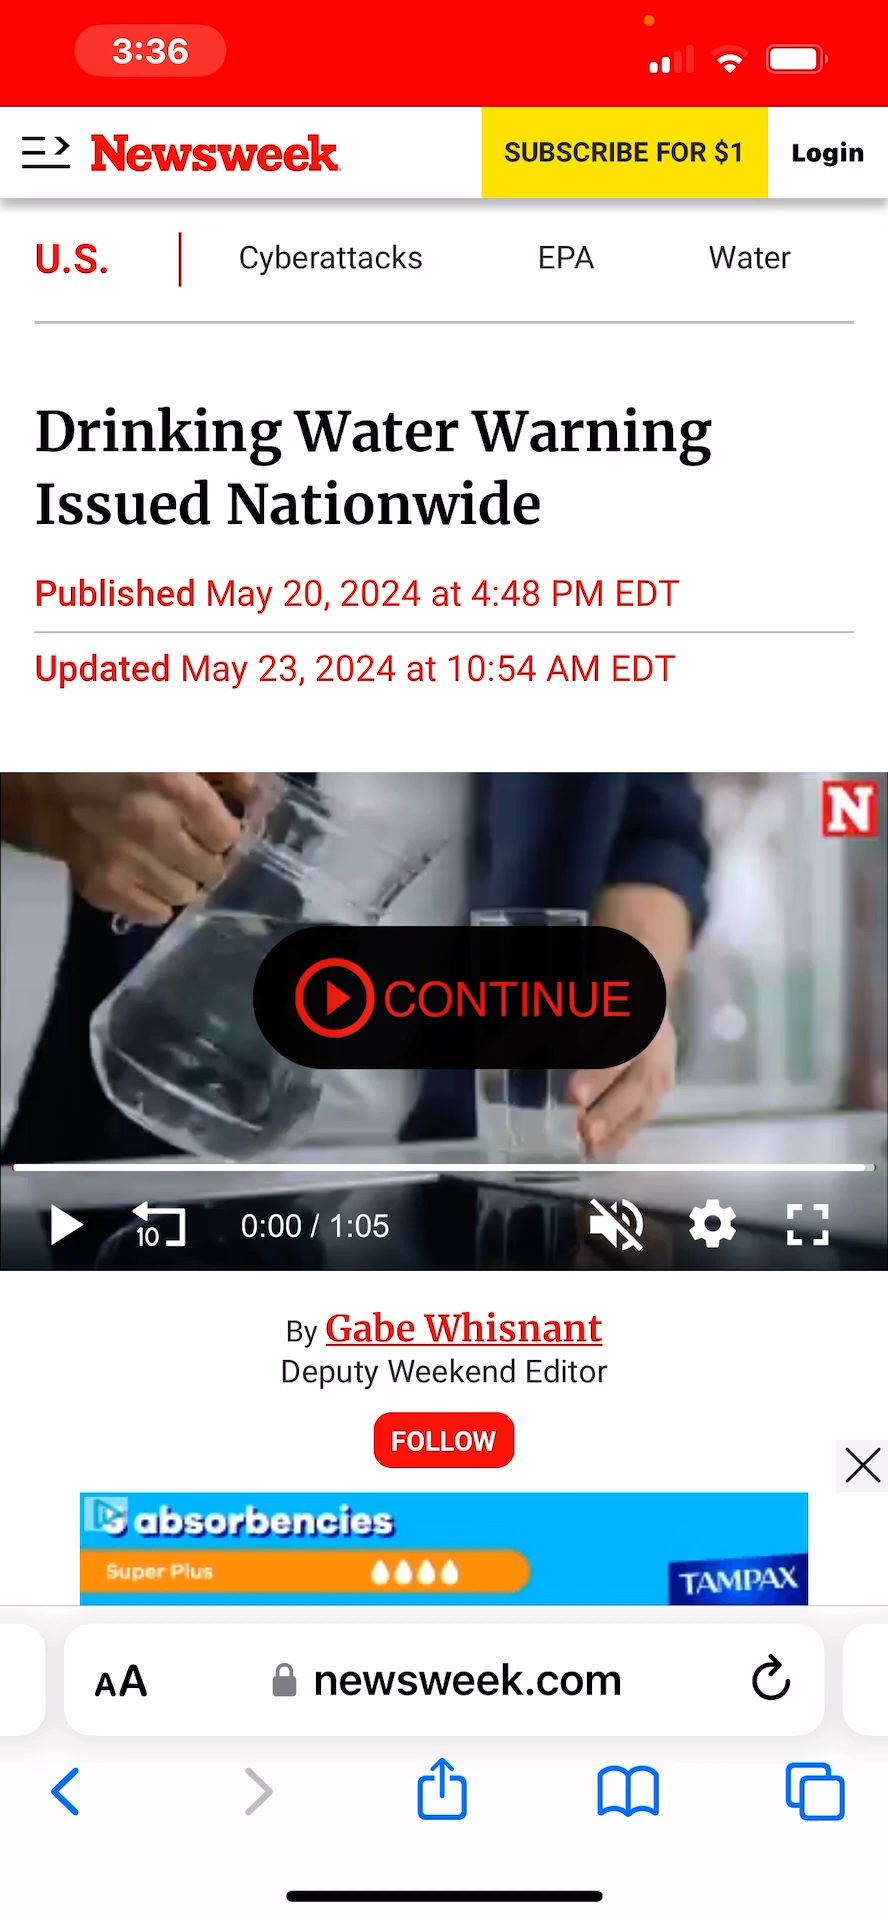 3:36
Newsweek
SUBSCRIBE FOR $1
Login
U.S.
Cyberattacks
EPA
Water
Drinking Water Warning
Issued Nationwide
Published May 20, 2024 at 4:48 PM EDT
Updated May 23, 2024 at 10:54 AM EDT
N
CONTINUE
10
0:00 / 1:05
By Gabe Whisnant
Deputy Weekend Editor
FOLLOW
absorbencies
Super Plus
TAMPAX
AA
newsweek.com